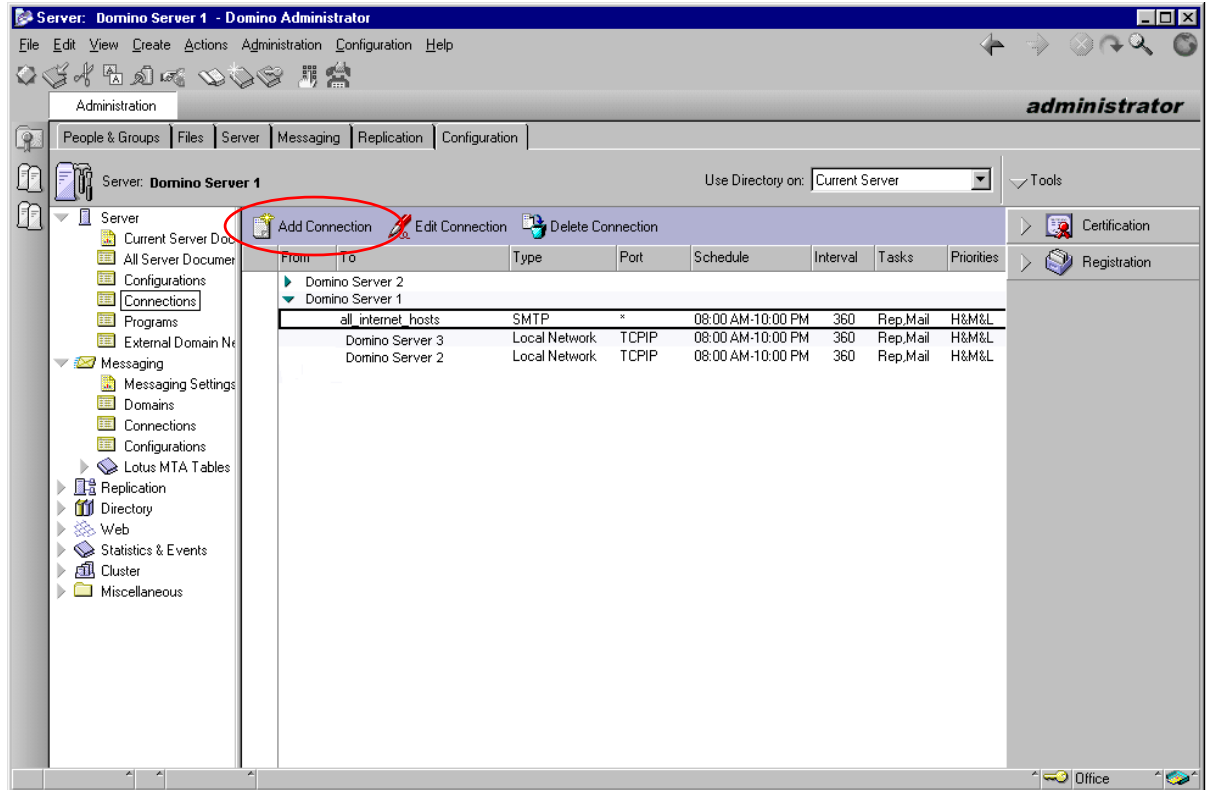 Server: Domino Server 1 - Domino Administrator
File Edit View Create Actions Administration Configuration Help
Administration
administrator
People & Groups Files Server Messaging Replication Configuration
Server: Domino Server 1
Use Directory on: Current Server
Tools
Server
Add Connection Edit Connection Delete Connection
Certification
Current Server Doc
From To Type Port Schedule Interval Tasks Priorities
All Server Documen
Registration
Configurations
Domino Server 2
Connections
Domino Server 1
Programs
all_internet_hosts SMTP * 08:00 AM-10:00 PM 360 Rep,Mail H&M&L
External Domain Ne
Domino Server 3 Local Network TCPIP 08:00 AM-10:00 PM 360 Rep,Mail H&M&L
Messaging
Domino Server 2 Local Network TCPIP 08:00 AM-10:00 PM 360 Rep,Mail H&M&L
Messaging Settings
Domains
Connections
Configurations
Lotus MTA Tables
Replication
Directory
Web
Statistics & Events
Cluster
Miscellaneous
Office